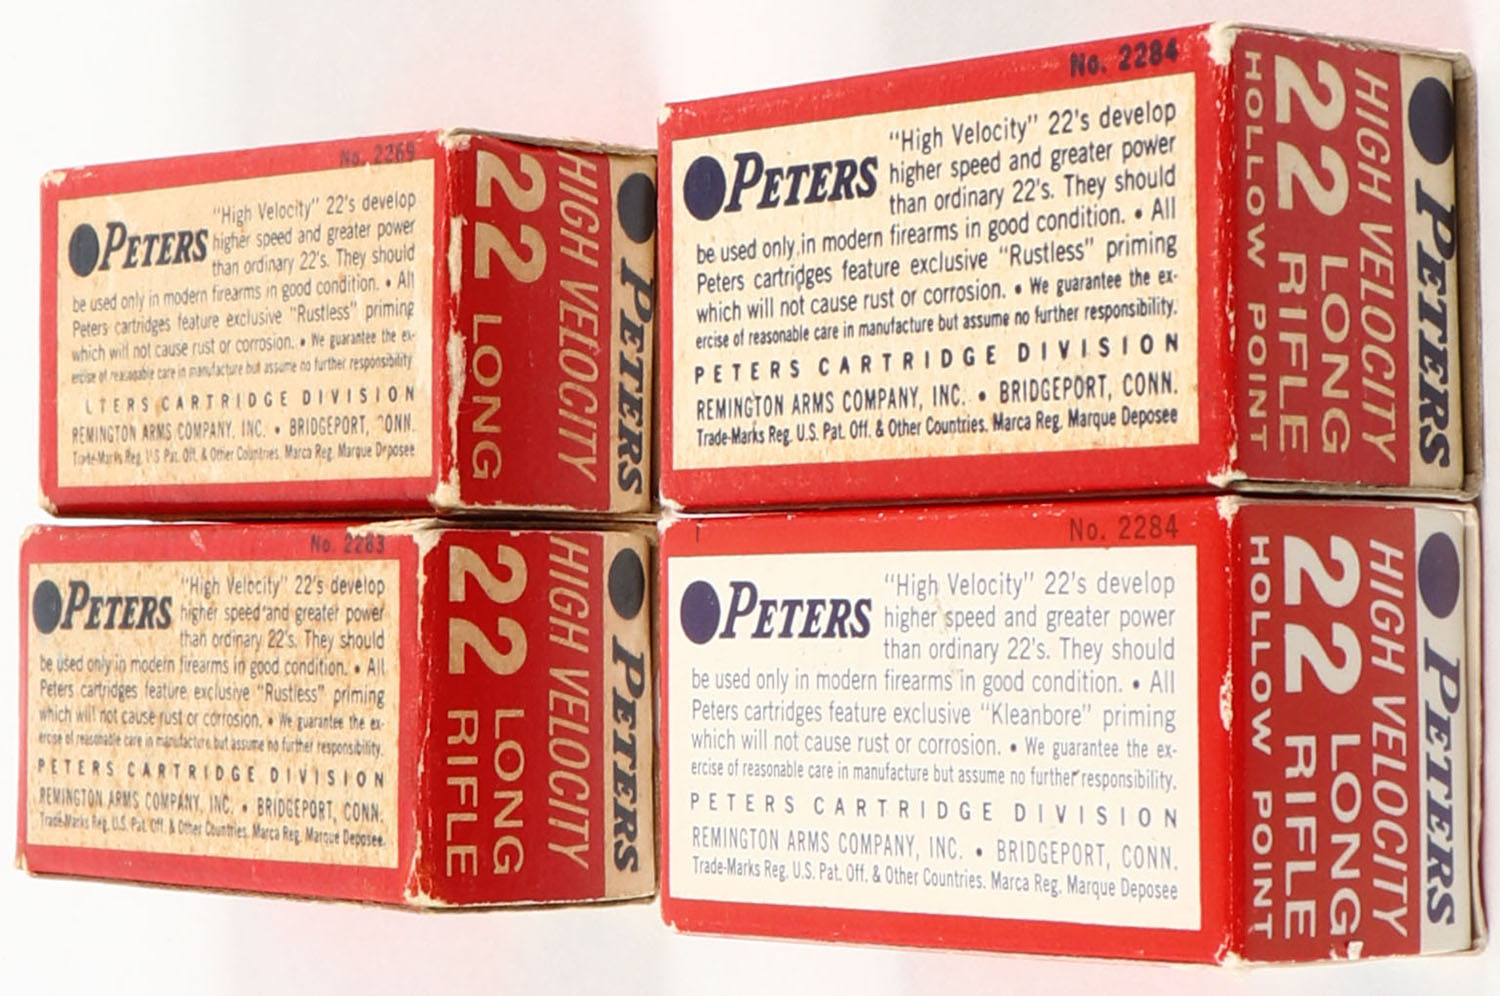 No. 2269
PETERS
"High Velocity" 22's develop
higher speed and greater power
than ordinary 22's. They should
be used only in modern firearms in good condition. • All
Peters cartridges feature exclusive "Rustless" priming
which will not cause rust or corrosion. • We guarantee the ex-
ercise of reasonable care in manufacture but assume no further responsibility.
TERS CARTRIDGE DIVISION
REMINGTON ARMS COMPANY, INC. • BRIDGEPORT, ONN.
Trade-Marks Reg. U.S. Pat. Off. & Other Countries. Marca Reg. Marque Deposee
22 LONG
HIGH VELOCITY
PETERS
No. 2284
PETERS
"High Velocity" 22's develop
higher speed and greater power
than ordinary 22's. They should
be used only in modern firearms in good condition. • All
Peters cartridges feature exclusive "Rustless" priming
which will not cause rust or corrosion. • We guarantee the ex-
ercise of reasonable care in manufacture but assume no further responsibility.
PETERS CARTRIDGE DIVISION
REMINGTON ARMS COMPANY, INC. • BRIDGEPORT, CONN.
Trade-Marks Reg. U.S. Pat. Off. & Other Countries. Marca Reg. Marque Deposee
22 LONG
RIFLE
HOLLOW POINT
HIGH VELOCITY
PETERS
No. 2283
PETERS
"High Velocity" 22's develop
higher speed and greater power
than ordinary 22's. They should
be used only in modern firearms in good condition. • All
Peters cartridges feature exclusive "Rustless" priming
which will not cause rust or corrosion. • We guarantee the ex-
ercise of reasonable care in manufacture but assume no further responsibility.
PETERS CARTRIDGE DIVISION
REMINGTON ARMS COMPANY, INC. • BRIDGEPORT, CONN.
Trade-Marks Reg. U.S. Pat. Off. & Other Countries. Marca Reg. Marque Deposee.
22 LONG
RIFLE
HIGH VELOCITY
PETERS
No. 2284
PETERS
"High Velocity" 22's develop
higher speed and greater power
than ordinary 22's. They should
be used only in modern firearms in good condition. • All
Peters cartridges feature exclusive "Kleanbore" priming
which will not cause rust or corrosion. • We guarantee the ex-
ercise of reasonable care in manufacture but assume no further responsibility.
PETERS CARTRIDGE DIVISION
REMINGTON ARMS COMPANY, INC. • BRIDGEPORT, CONN.
Trade-Marks Reg. U.S. Pat. Off. & Other Countries. Marca Reg. Marque Deposee
22 LONG
RIFLE
HOLLOW POINT
HIGH VELOCITY
PETERS